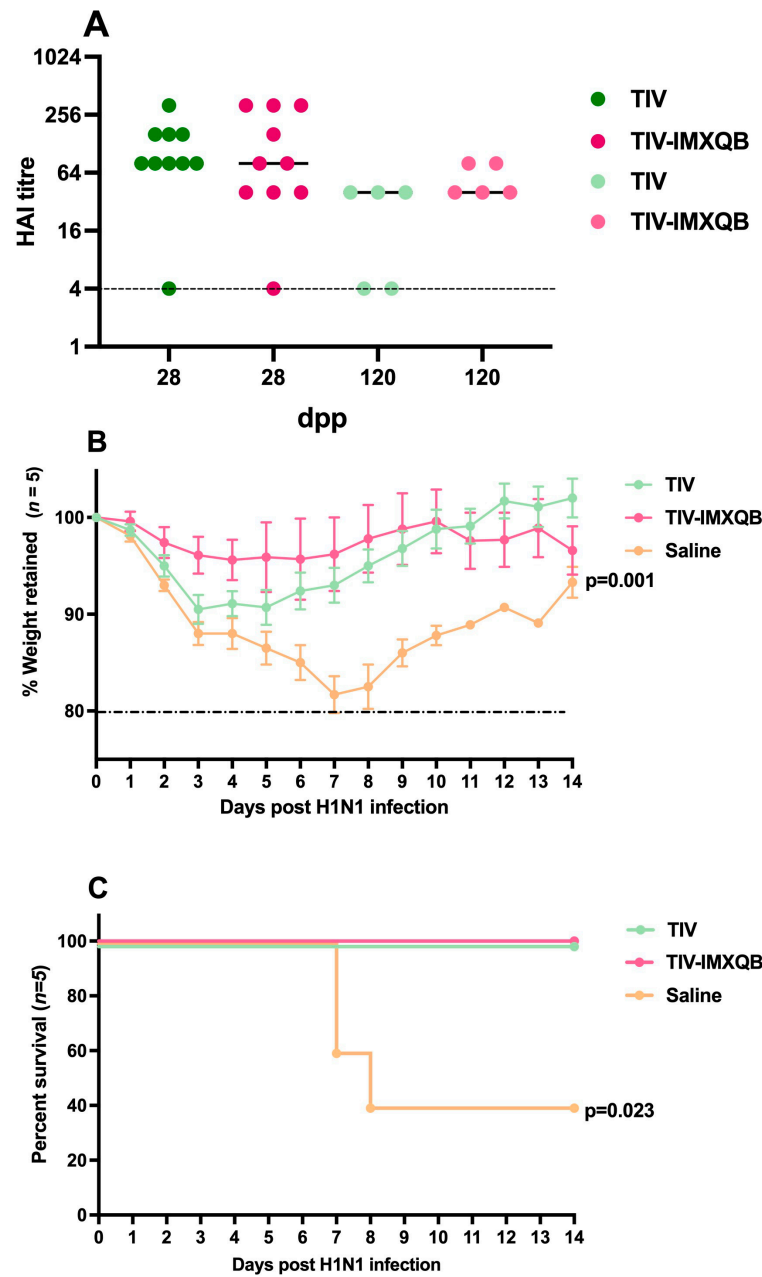 A
1024
256
64
16
4
1
HAI titre
28
28
120
120
dpp
TIV
TIV-IMXQB
TIV
TIV-IMXQB
B
100
90
80
% Weight retained (n = 5)
0 1 2 3 4 5 6 7 8 9 10 11 12 13 14
Days post H1N1 infection
TIV
TIV-IMXQB
Saline
p=0.001
C
100
80
60
40
20
0
Percent survival (n=5)
0 1 2 3 4 5 6 7 8 9 10 11 12 13 14
Days post H1N1 infection
TIV
TIV-IMXQB
Saline
p=0.023